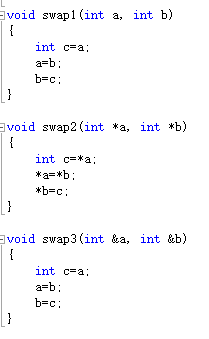 void swap1(int a, int b)
{
    int c=a;
    a=b;
    b=c;
}
void swap2(int *a, int *b)
{
    int c=*a;
    *a=*b;
    *b=c;
}
void swap3(int &a, int &b)
{
    int c=a;
    a=b;
    b=c;
}